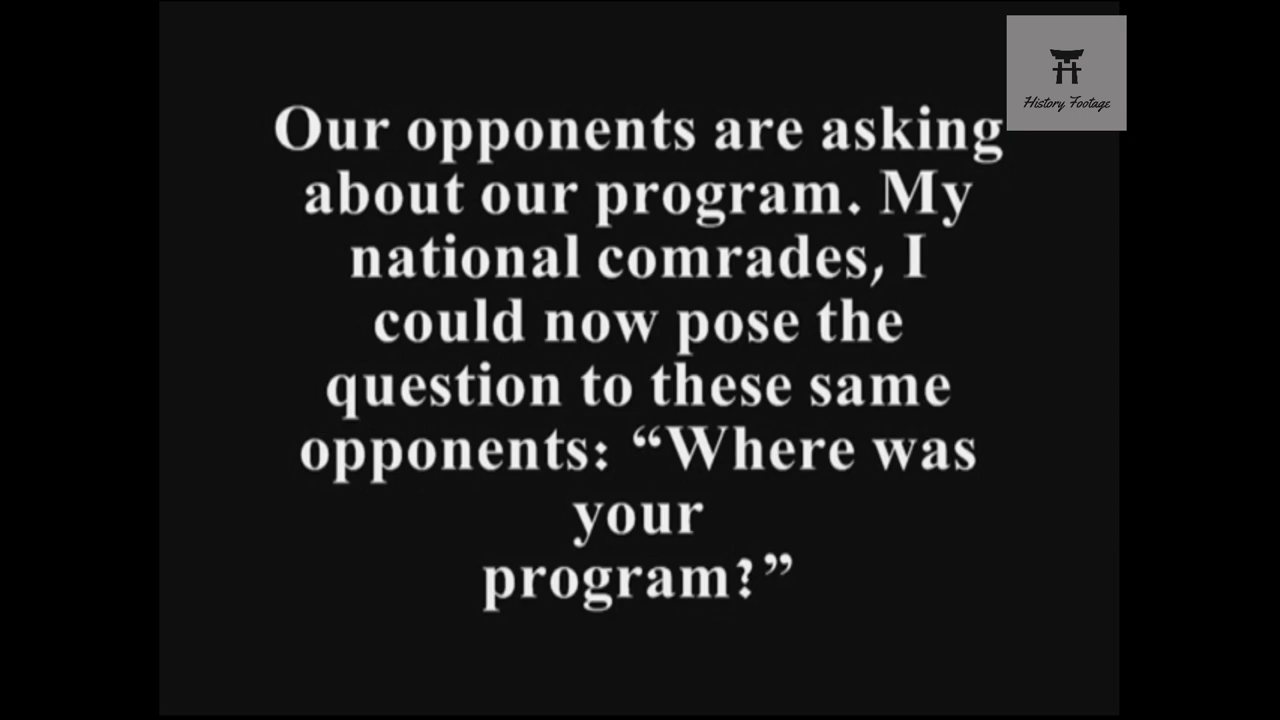 Our opponents are asking
about our program. My
national comrades, I
could now pose the
question to these same
opponents: “Where was
your
program?”
History Footage